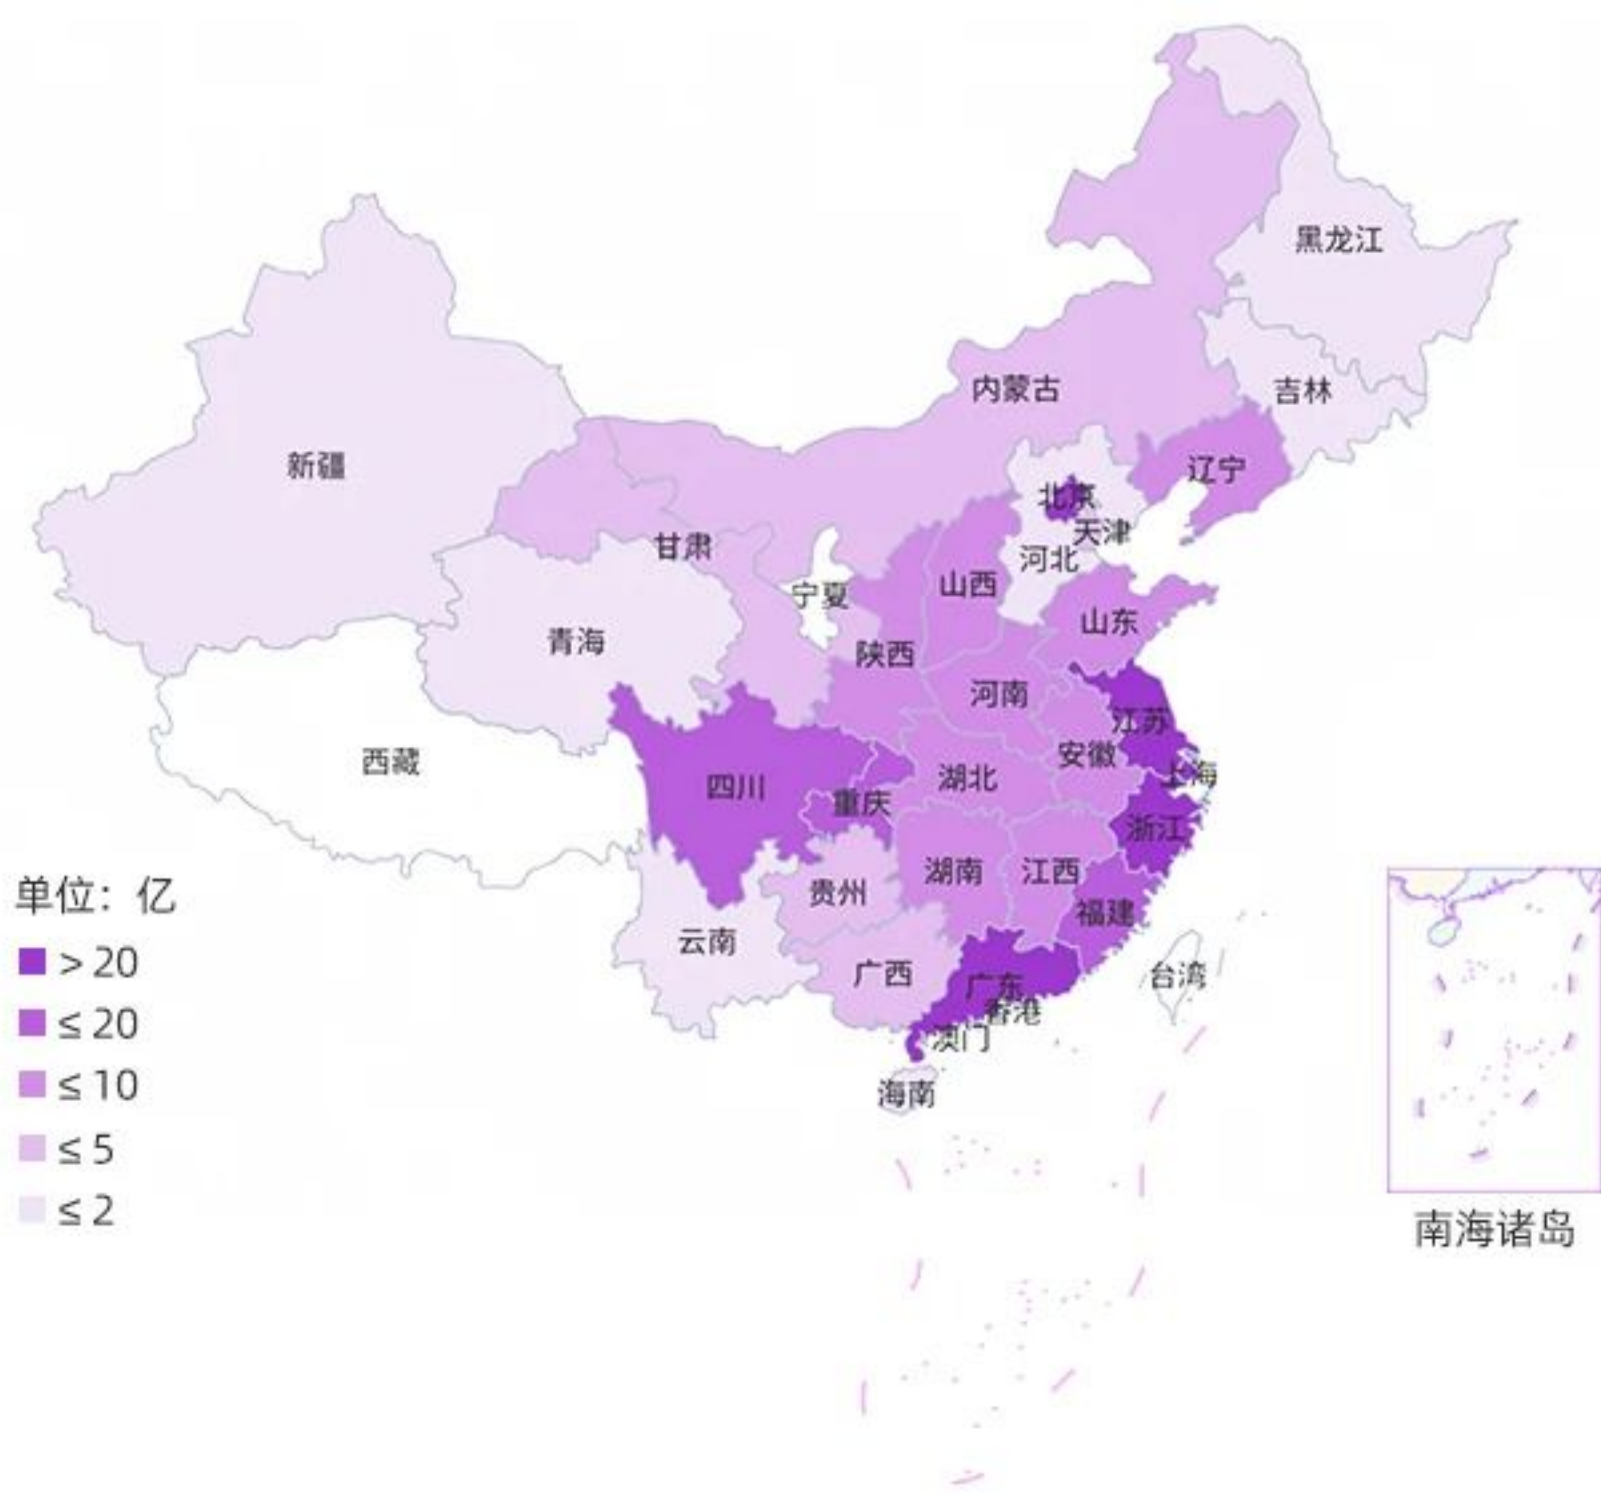 黑龙江
内蒙古
吉林
新疆
辽宁
北京
天津
甘肃
河北
山西
宁夏
山东
青海
陕西
河南
江苏
安徽
西藏
上海
湖北
四川
重庆
浙江
湖南
江西
贵州
福建
云南
广西
台湾
广东
香港
澳门
海南
单位：亿
> 20
≤ 20
≤ 10
≤ 5
≤ 2
南海诸岛